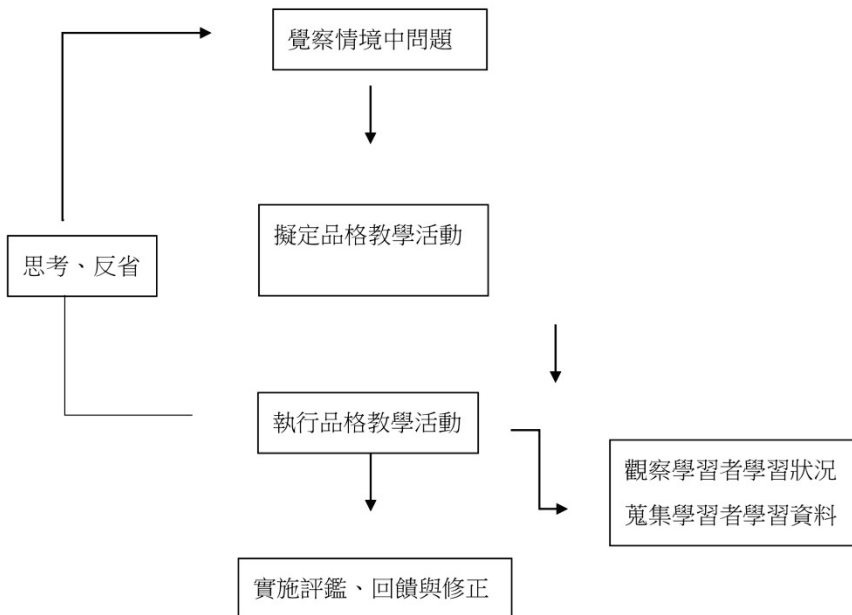 覺察情境中問題
擬定品格教學活動
思考、反省
執行品格教學活動
觀察學習者學習狀況
蒐集學習者學習資料
實施評鑑、回饋與修正